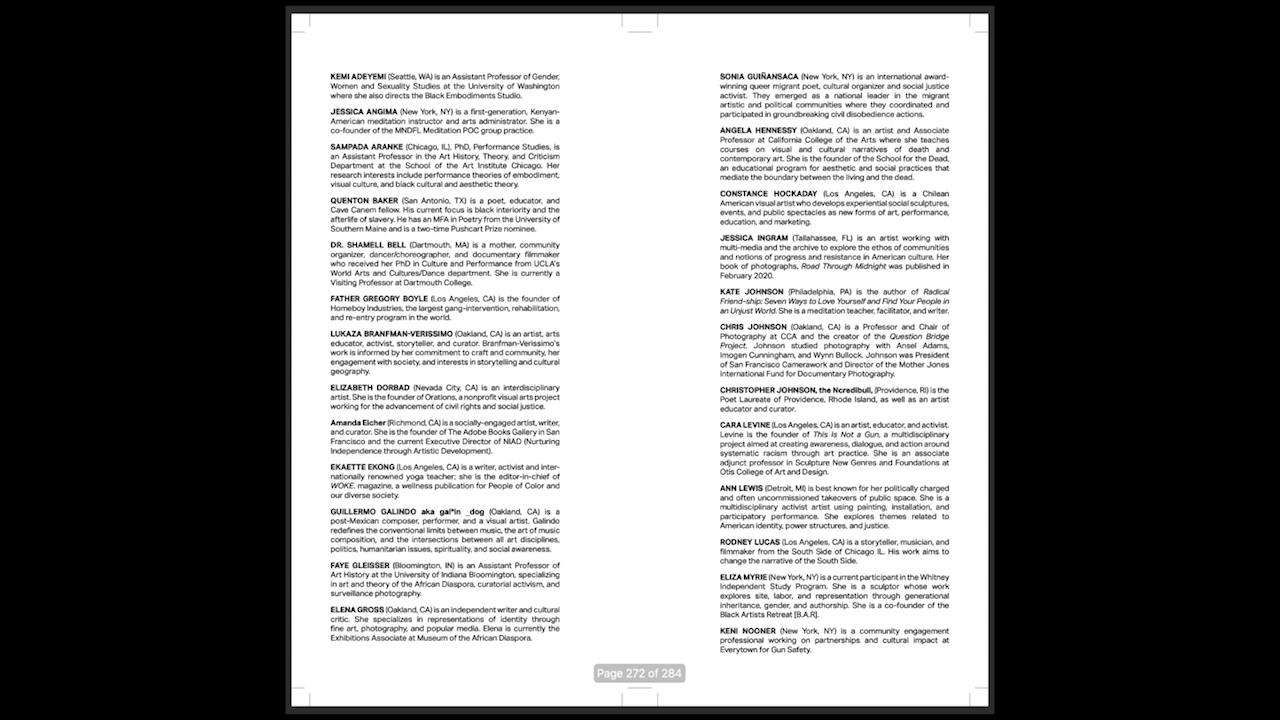 KEMI ADEYEMI (Seattle, WA) is an Assistant Professor of Gender,
Women and Sexuality Studies at the University of Washington
where she also directs the Black Embodiments Studio.
JESSICA ANGIMA (New York, NY) is a first-generation, Kenyan-
American meditation instructor and arts administrator. She is a
co-founder of the MNDFL Meditation POC group practice.
SAMPADA ARANKE (Chicago, IL), PhD, Performance Studies, is
an Assistant Professor in the Art History, Theory, and Criticism
Department at the School of the Art Institute Chicago. Her
research interests include performance theories of embodiment,
visual culture, and black cultural and aesthetic theory.
QUENTON BAKER (San Antonio, TX) is a poet, educator, and
Cave Canem fellow. His current focus is black interiority and the
afterlife of slavery. He has an MFA in Poetry from the University of
Southern Maine and is a two-time Pushcart Prize nominee.
DR. SHAMELL BELL (Dartmouth, MA) is a mother, community
organizer, dancer/choreographer, and documentary filmmaker
who received her PhD in Culture and Performance from UCLA's
World Arts and Cultures/Dance department. She is currently a
Visiting Professor at Dartmouth College.
FATHER GREGORY BOYLE (Los Angeles, CA) is the founder of
Homeboy Industries, the largest gang-intervention, rehabilitation,
and re-entry program in the world.
LUKAZA BRANFMAN-VERISSIMO (Oakland, CA) is an artist, arts
educator, activist, storyteller, and curator. Branfman-Verissimo's
work is informed by her commitment to craft and community, her
engagement with society, and interests in storytelling and cultural
geography.
ELIZABETH DORBAD (Nevada City, CA) is an interdisciplinary
artist. She is the founder of Orations, a nonprofit visual arts project
working for the advancement of civil rights and social justice.
Amanda Eicher (Richmond, CA) is a socially-engaged artist, writer,
and curator. She is the founder of The Adobe Books Gallery in San
Francisco and the current Executive Director of NIAD (Nurturing
Independence through Artistic Development).
EKAETTE EKONG (Los Angeles, CA) is a writer, activist and inter-
nationally renowned yoga teacher; she is the editor-in-chief of
WOKE. magazine, a wellness publication for People of Color and
our diverse society.
GUILLERMO GALINDO aka gal*in _dog (Oakland, CA) is a
post-Mexican composer, performer, and a visual artist. Galindo
redefines the conventional limits between music, the art of music
composition, and the intersections between all art disciplines,
politics, humanitarian issues, spirituality, and social awareness.
FAYE GLEISSER (Bloomington, IN) is an Assistant Professor of
Art History at the University of Indiana Bloomington, specializing
in art and theory of the African Diaspora, curatorial activism, and
surveillance photography.
ELENA GROSS (Oakland, CA) is an independent writer and cultural
critic. She specializes in representations of identity through
fine art, photography, and popular media. Elena is currently the
Exhibitions Associate at Museum of the African Diaspora.
SONIA GUIÑANSACA (New York, NY) is an international award-
winning queer migrant poet, cultural organizer and social justice
activist. They emerged as a national leader in the migrant
artistic and political communities where they coordinated and
participated in groundbreaking civil disobedience actions.
ANGELA HENNESSY (Oakland, CA) is an artist and Associate
Professor at California College of the Arts where she teaches
courses on visual and cultural narratives of death and
contemporary art. She is the founder of the School for the Dead,
an educational program for aesthetic and social practices that
mediate the boundary between the living and the dead.
CONSTANCE HOCKADAY (Los Angeles, CA) is a Chilean
American visual artist who develops experiential social sculptures,
events, and public spectacles as new forms of art, performance,
education, and marketing.
JESSICA INGRAM (Tallahassee, FL) is an artist working with
multi-media and the archive to explore the ethos of communities
and notions of progress and resistance in American culture. Her
book of photographs, Road Through Midnight was published in
February 2020.
KATE JOHNSON (Philadelphia, PA) is the author of Radical
Friend-ship: Seven Ways to Love Yourself and Find Your People in
an Unjust World. She is a meditation teacher, facilitator, and writer.
CHRIS JOHNSON (Oakland, CA) is a Professor and Chair of
Photography at CCA and the creator of the Question Bridge
Project. Johnson studied photography with Ansel Adams,
Imogen Cunningham, and Wynn Bullock. Johnson was President
of San Francisco Camerawork and Director of the Mother Jones
International Fund for Documentary Photography.
CHRISTOPHER JOHNSON, the Ncredibull, (Providence, RI) is the
Poet Laureate of Providence, Rhode Island, as well as an artist
educator and curator.
CARA LEVINE (Los Angeles, CA) is an artist, educator, and activist.
Levine is the founder of This Is Not a Gun, a multidisciplinary
project aimed at creating awareness, dialogue, and action around
systematic racism through art practice. She is an associate
adjunct professor in Sculpture New Genres and Foundations at
Otis College of Art and Design.
ANN LEWIS (Detroit, MI) is best known for her politically charged
and often uncommissioned takeovers of public space. She is a
multidisciplinary activist artist using painting, installation, and
participatory performance. She explores themes related to
American identity, power structures, and justice.
RODNEY LUCAS (Los Angeles, CA) is a storyteller, musician, and
filmmaker from the South Side of Chicago IL. His work aims to
change the narrative of the South Side.
ELIZA MYRIE (New York, NY) is a current participant in the Whitney
Independent Study Program. She is a sculptor whose work
explores site, labor, and representation through generational
inheritance, gender, and authorship. She is a co-founder of the
Black Artists Retreat [B.A.R].
KENI NOONER (New York, NY) is a community engagement
professional working on partnerships and cultural impact at
Everytown for Gun Safety.
Page 272 of 284